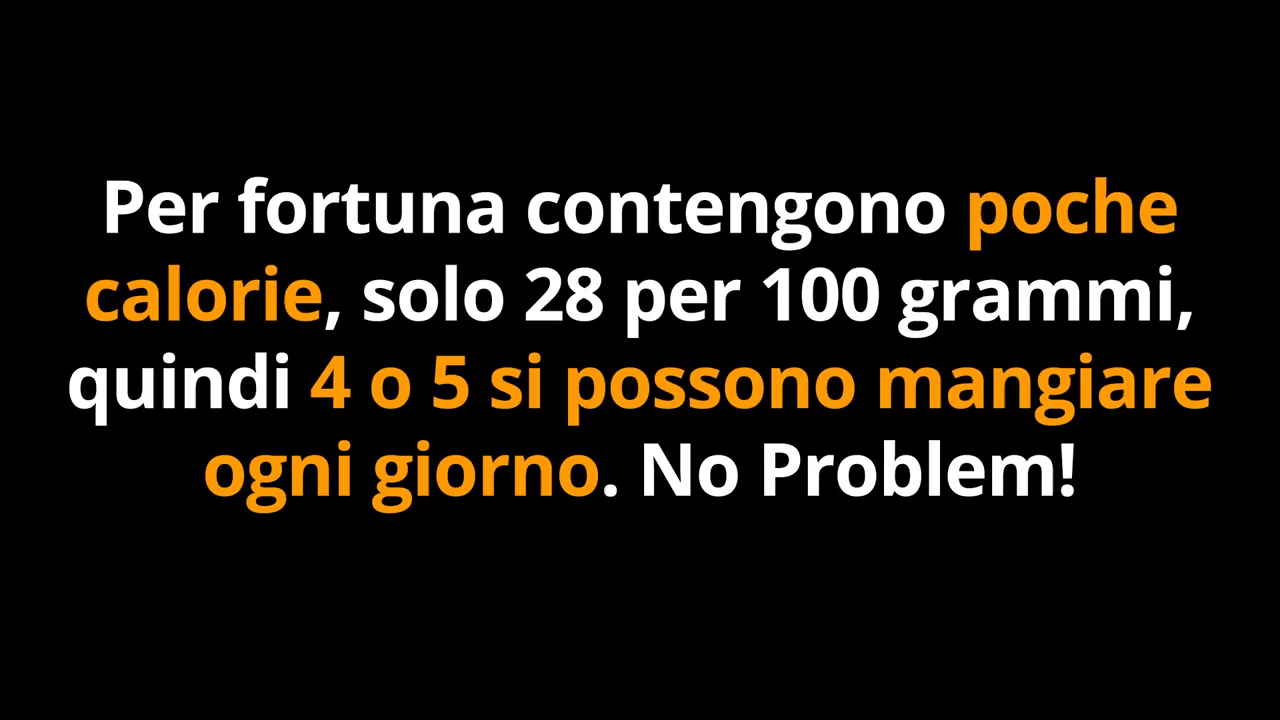 Per fortuna contengono poche
calorie, solo 28 per 100 grammi,
quindi 4 o 5 si possono mangiare
ogni giorno. No Problem!